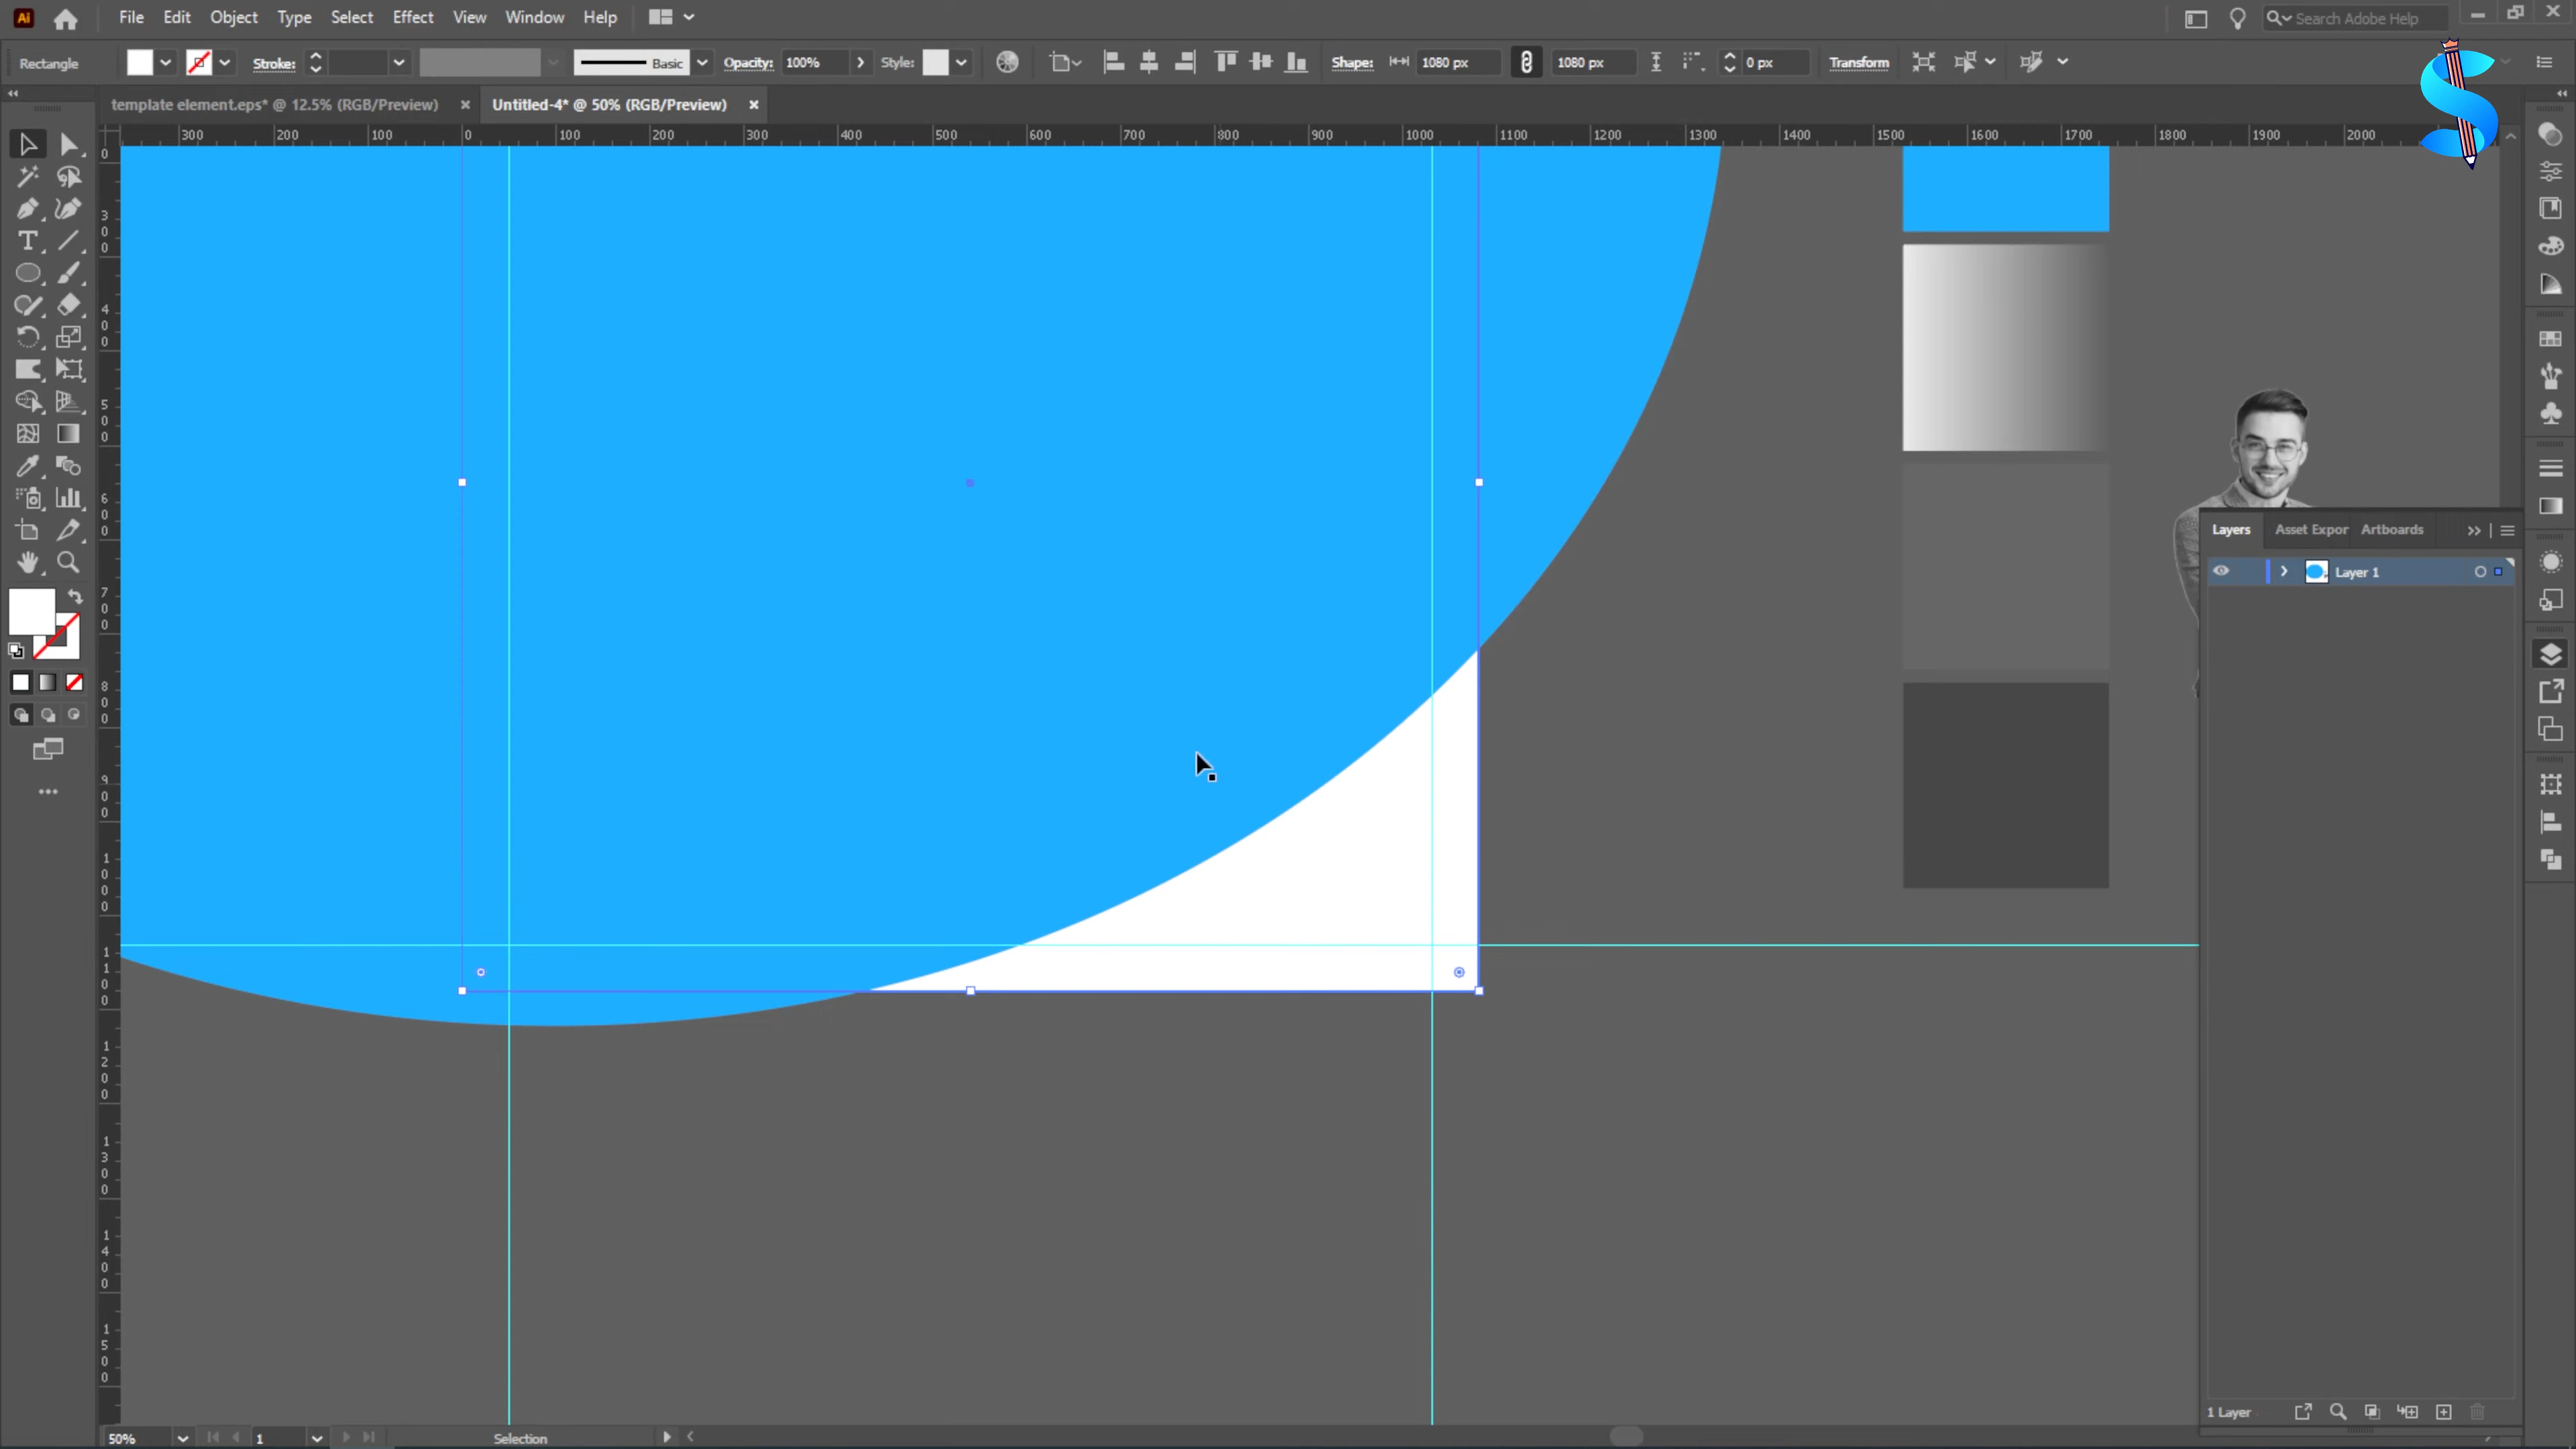 Ai File Edit Object Type Select Effect View Window Help Search Adobe Help
Rectangle Stroke: Basic Opacity: 100% Style: Shape: 1080 px 1080 px 0 px Transform
template element.eps* @ 12.5% (RGB/Preview) × Untitled-4* @ 50% (RGB/Preview) ×
300 200 100 0 100 200 300 400 500 600 700 800 900 1000 1100 1200 1300 1400 1500 1600 1700 1800 1900 2000
0
300
400
500
600
700
800
900
1000
1100
1200
1300
1400
1500
T
Layers Asset Expor Artboards
Layer 1
1 Layer
50% 1 Selection